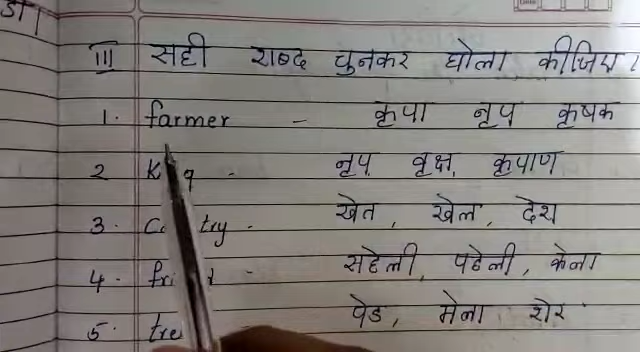 III सही शब्द चुनकर घोला कीजिए।
1. farmer - कृपा नृप कृषक
2 नृप वृक्ष, कृपाण
3. खेत, खेल, देश
4. सहेली, पहेली, केना
5. पेड, मेला शेर